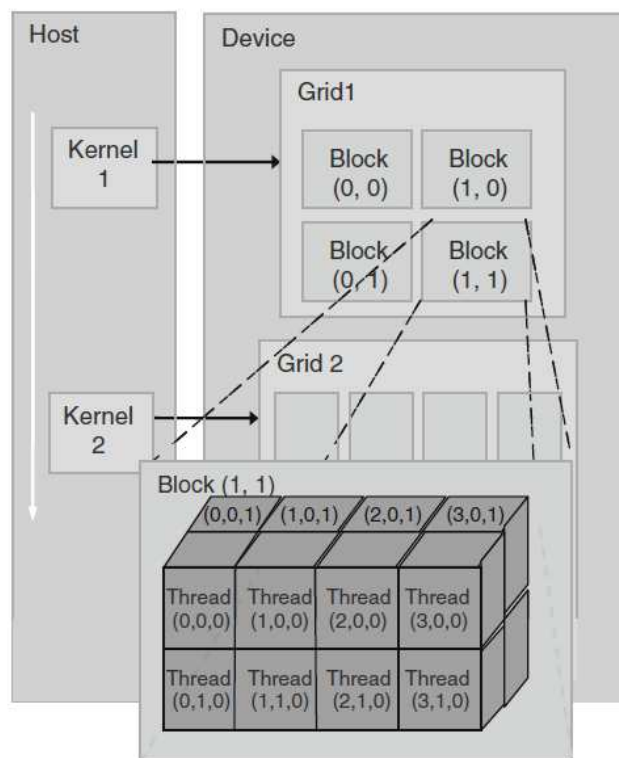 Host
Device
Grid1
Kernel
1
Block
(0, 0)
Block
(1, 0)
Block
(0, 1)
Block
(1, 1)
Grid 2
Kernel
2
Block (1, 1)
(0,0,1)
(1,0,1)
(2,0,1)
(3,0,1)
Thread
(0,0,0)
Thread
(1,0,0)
Thread
(2,0,0)
Thread
(3,0,0)
Thread
(0,1,0)
Thread
(1,1,0)
Thread
(2,1,0)
Thread
(3,1,0)